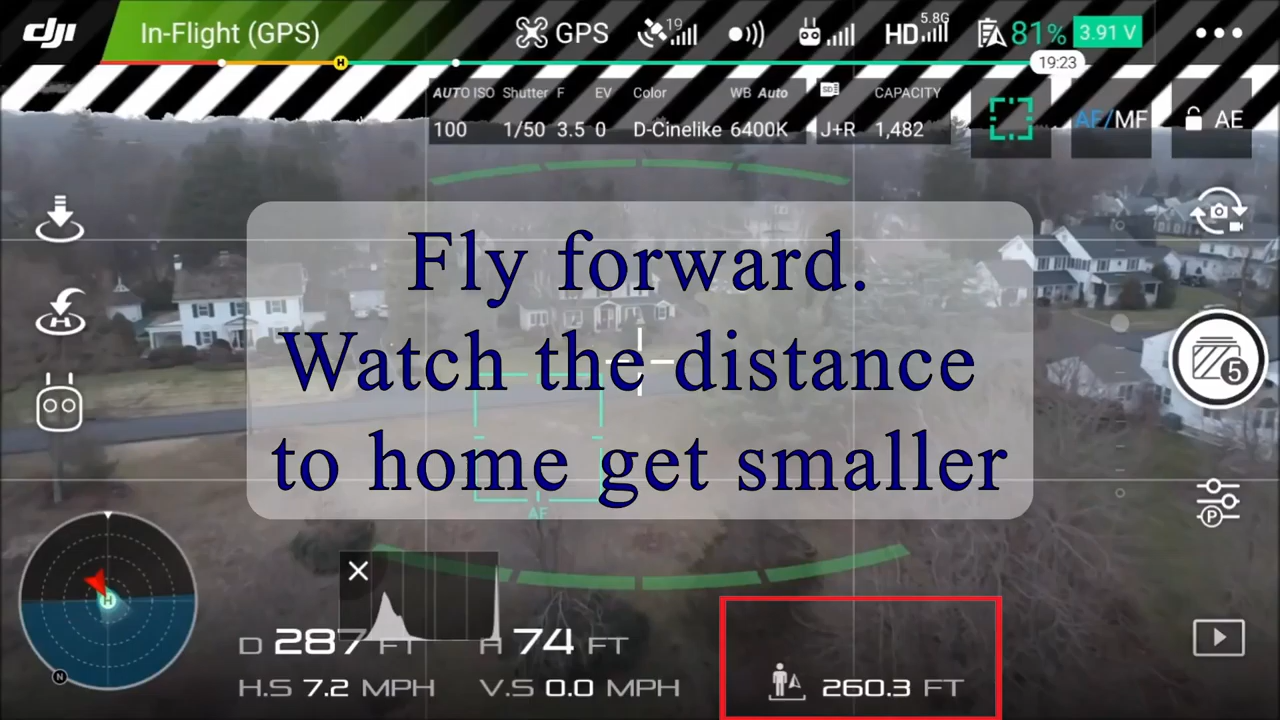 dji In-Flight (GPS) GPS 19 HD 5.8G 81% 3.91 V
H 19:23
AUTO ISO Shutter F EV Color WB Auto CAPACITY
100 1/50 3.5 0 D-Cinelike 6400K J+R 1,482 AF/MF AE
Fly forward.
Watch the distance
to home get smaller
AF
5
P
H
N
D 287 FT H 74 FT
H.S 7.2 MPH V.S 0.0 MPH 260.3 FT